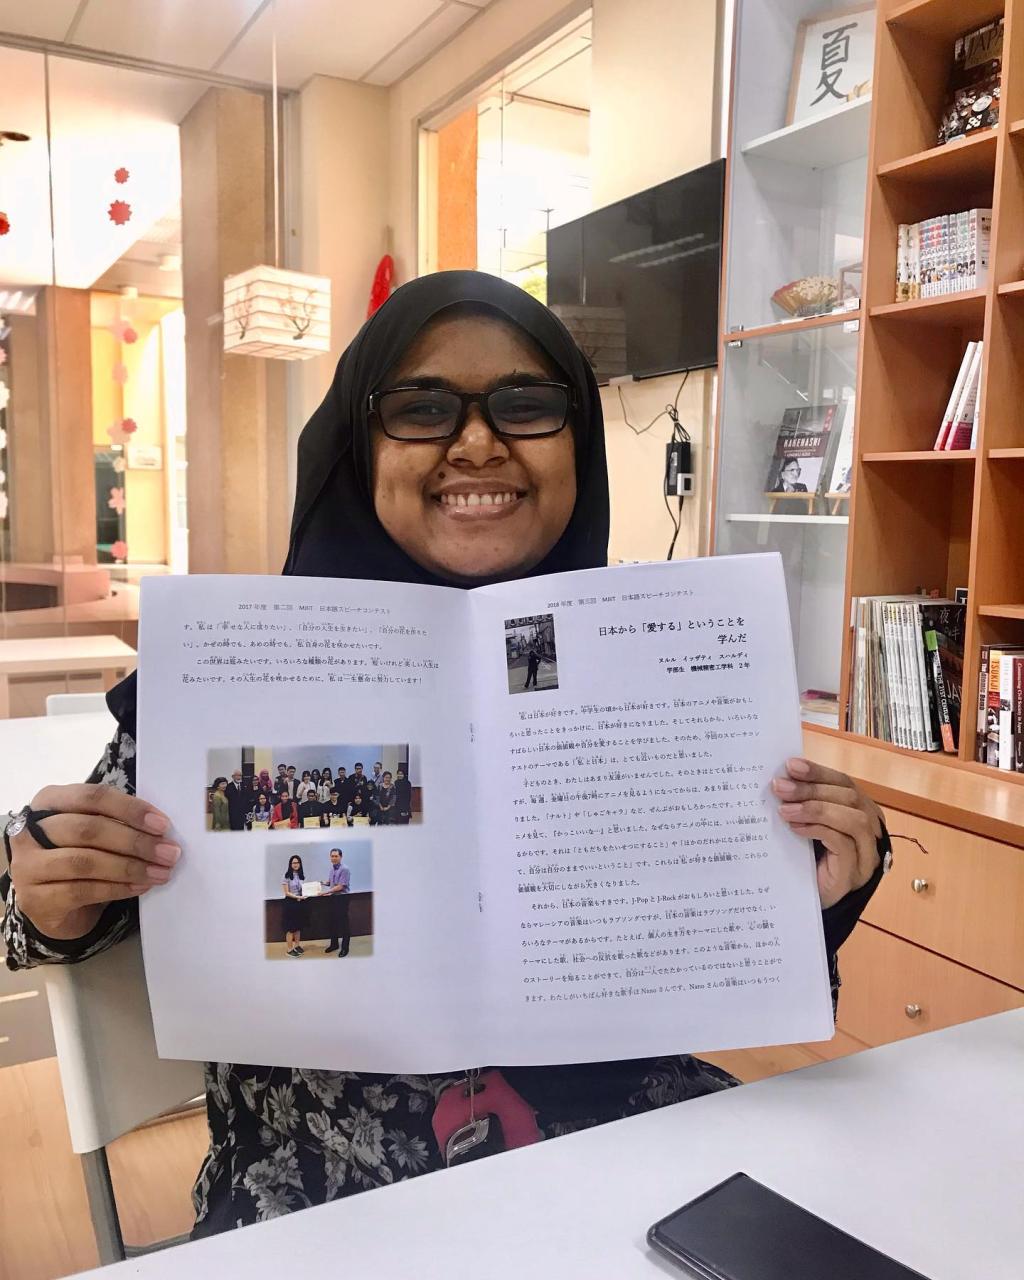 夏
KAKEHASHI
2017 年度　第二回　MJIIT　日本語スピーチコンテスト
す。私は「幸せな人に成りたい」、「自分の人生を生きたい」、「自分の花を作りた
い」。かぜの時でも、あめの時でも、私自身の花を咲かせたいです。
この世界は庭みたいです。いろいろな種類の花があります。短いけれど美しい人生は
花みたいです。その人生の花を咲かせるために、私は一生懸命に努力しています！
2018 年度　第三回　MJIIT　日本語スピーチコンテスト
日本から「愛する」ということを
学んだ
ヌルル　イッザティ　スハルディ
学部生　機械精密工学科　2 年
私は日本が好きです。中学生の頃から日本が好きです。日本のアニメや音楽がおもし
ろいと思ったことをきっかけに、日本が好きになりました。そしてそれらから、いろいろな
すばらしい日本の価値観や自分を愛することを学びました。そのため、今回のスピーチコン
テストのテーマである「私と日本」は、とても近いものだと思いました。
子どものとき、わたしはあまり友達がいませんでした。そのときはとても寂しかったで
すが、毎週、金曜日の午後7時にアニメを見るようになってからは、あまり寂しくなくな
りました。「ナルト」や「しゅごキャラ」など、ぜんぶがおもしろかったです。そして、ア
ニメを見て、「かっこいいな…」と思いました。なぜならアニメの中には、いい価値観があ
るからです。それは「ともだちをたいせつにすること」や「ほかのだれかになる必要はなく
て、自分は自分のままでいいということ」です。これらは私が好きな価値観で、これらの
価値観を大切にしながら大きくなりました。
それから、日本の音楽もすきです。J-Pop と J-Rock がおもしろいと思いました。なぜ
ならマレーシアの音楽はいつもラブソングですが、日本の音楽はラブソングだけでなく、い
ろいろなテーマがあるからです。たとえば、個人の生き方をテーマにした歌や、心の闇を
テーマにした歌、社会への反抗を歌った歌などがあります。このような音楽から、ほかの人
のストーリーを知ることができて、自分は一人でたたかっているのではないと思うことがで
きます。わたしがいちばん好きな歌手は Nano さんです。Nano さんの音楽はいつもうつく